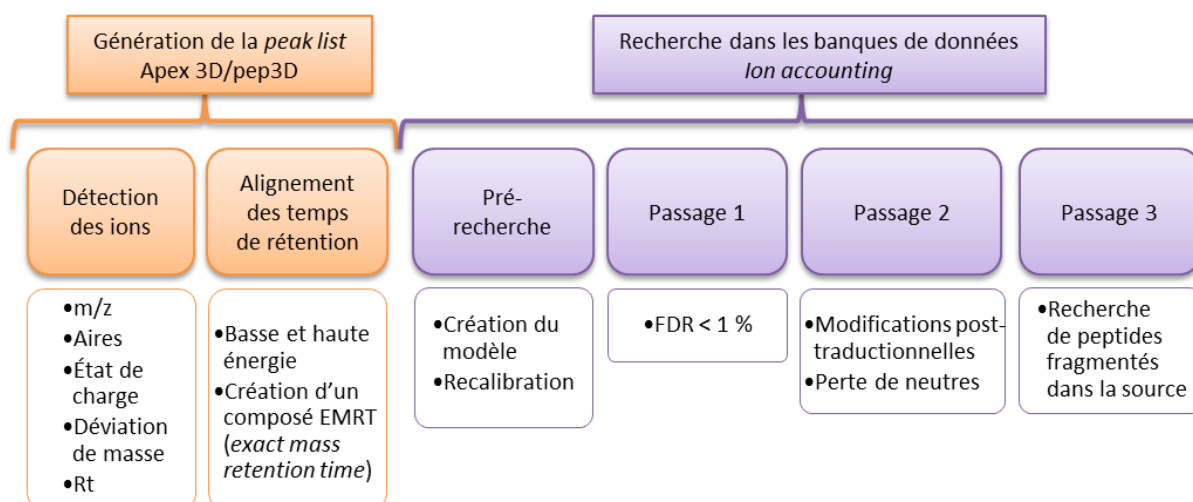 Génération de la peak list
Apex 3D/pep3D
Recherche dans les banques de données
Ion accounting
Détection
des ions
Alignement
des temps
de rétention
Pré-
recherche
Passage 1
Passage 2
Passage 3
•m/z
•Aires
•État de
charge
•Déviation
de masse
•Rt
•Basse et haute
énergie
•Création d’un
composé EMRT
(exact mass
retention time)
•Création du
modèle
•Recalibration
•FDR < 1 %
•Modifications post-
traductionnelles
•Perte de neutres
•Recherche
de peptides
fragmentés
dans la source